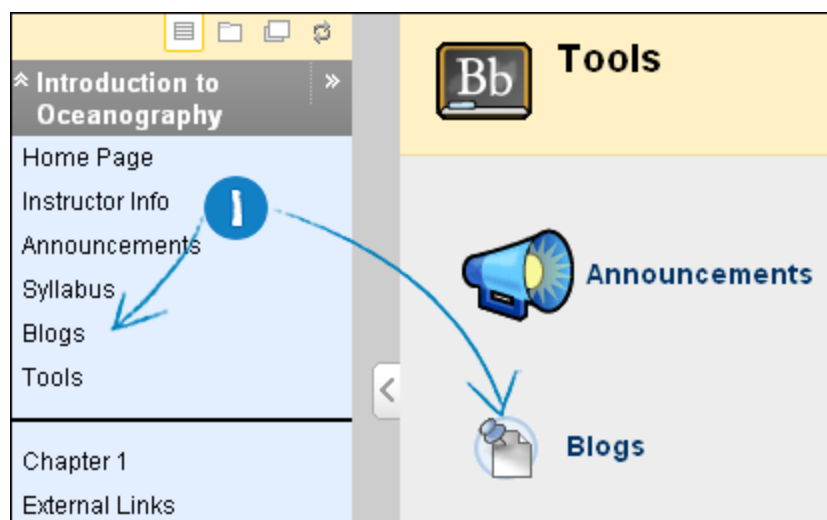 Introduction to
Oceanography
Home Page
Instructor Info
Announcements
Syllabus
Blogs
Tools
Chapter 1
External Links
1
Bb
Tools
Announcements
Blogs